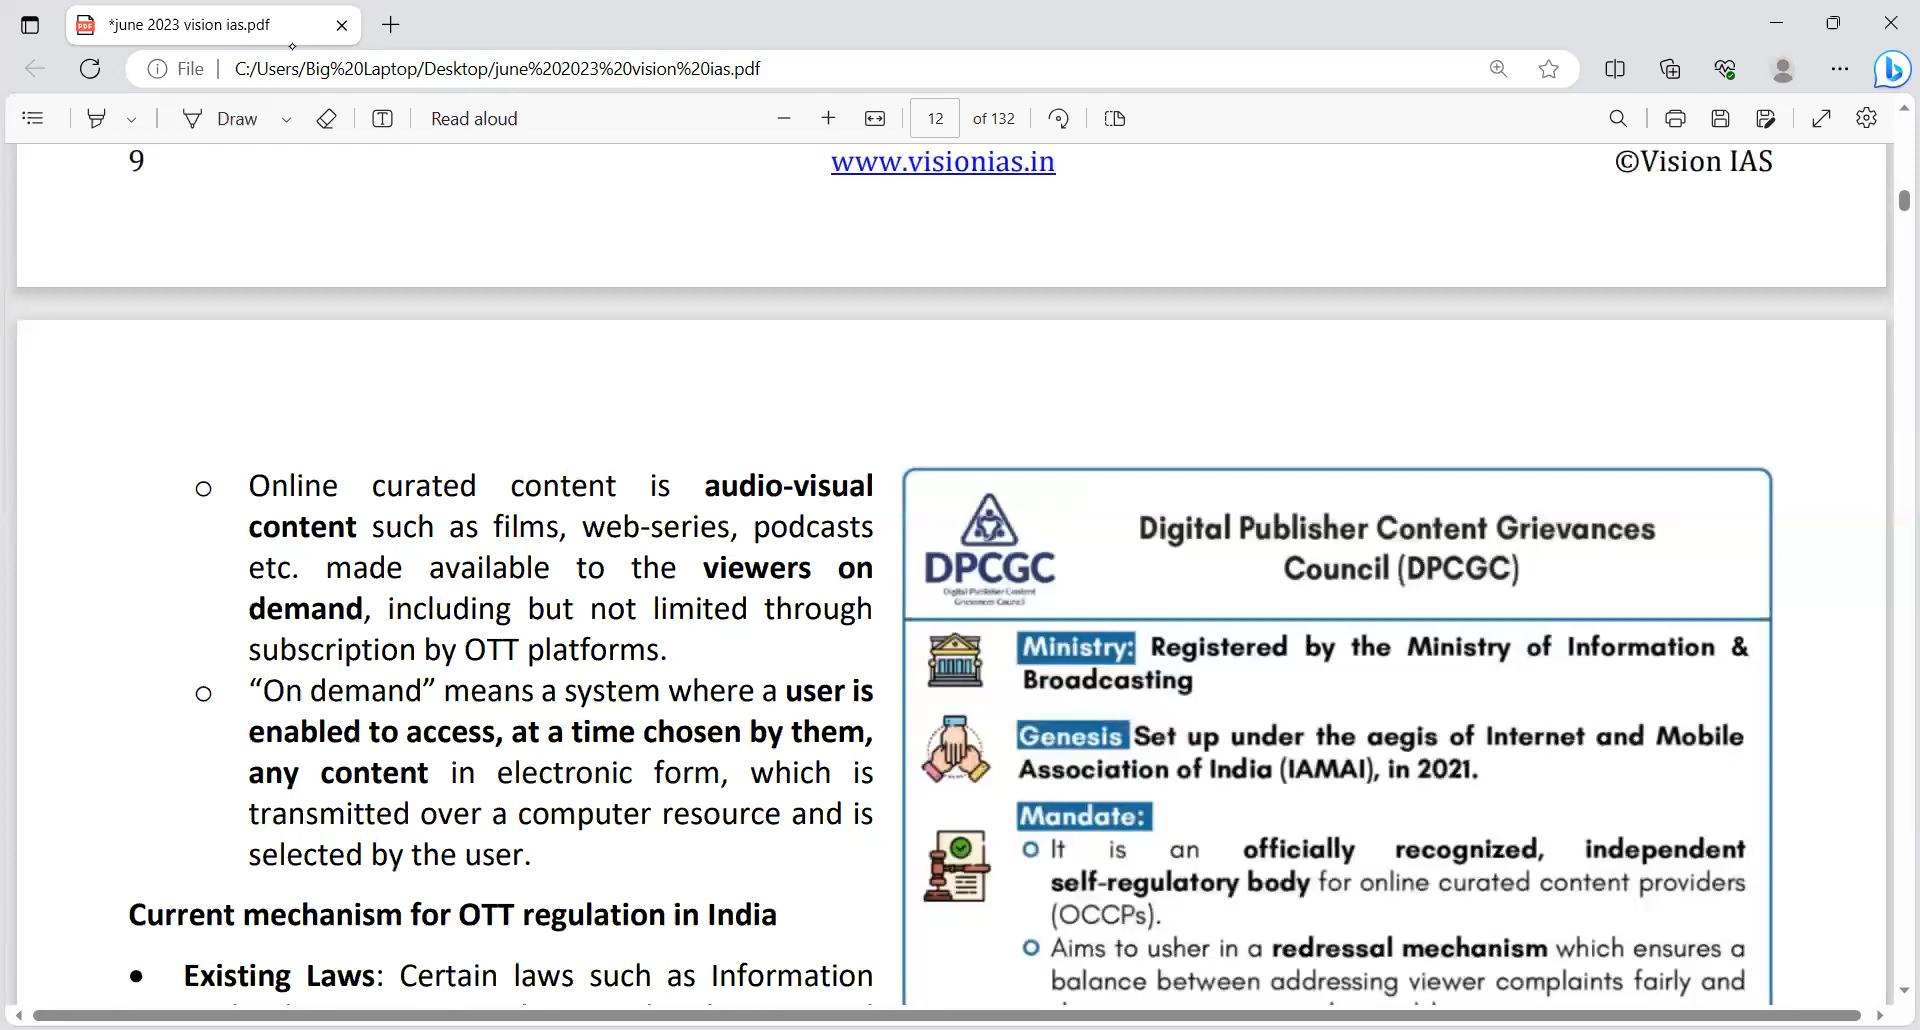 *june 2023 vision ias.pdf
File
C:/Users/Big%20Laptop/Desktop/june%202023%20vision%20ias.pdf
Draw
Read aloud
12 of 132
9
www.visionias.in
©Vision IAS
o Online curated content is audio-visual
content such as films, web-series, podcasts
etc. made available to the viewers on
demand, including but not limited through
subscription by OTT platforms.
o “On demand” means a system where a user is
enabled to access, at a time chosen by them,
any content in electronic form, which is
transmitted over a computer resource and is
selected by the user.
Current mechanism for OTT regulation in India
• Existing Laws: Certain laws such as Information
DPCGC
Digital Publisher Content
Grievances Council
Digital Publisher Content Grievances
Council (DPCGC)
Ministry: Registered by the Ministry of Information &
Broadcasting
Genesis Set up under the aegis of Internet and Mobile
Association of India (IAMAI), in 2021.
Mandate:
It is an officially recognized, independent
self-regulatory body for online curated content providers
(OCCPs).
Aims to usher in a redressal mechanism which ensures a
balance between addressing viewer complaints fairly and